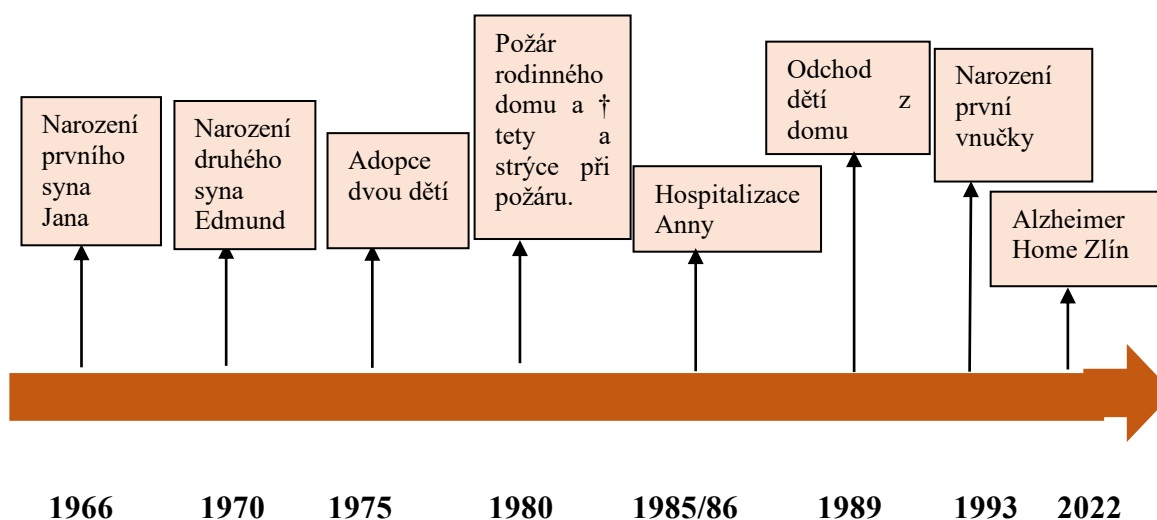 Narození
prvního
syna
Jana
Narození
druhého
syna
Edmund
Adopce
dvou dětí
Požár
rodinného
domu a †
tety a
strýce při
požáru.
Hospitalizace
Anny
Odchod
dětí z
domu
Narození
první
vnučky
Alzheimer
Home Zlín
1966 1970 1975 1980 1985/86 1989 1993 2022